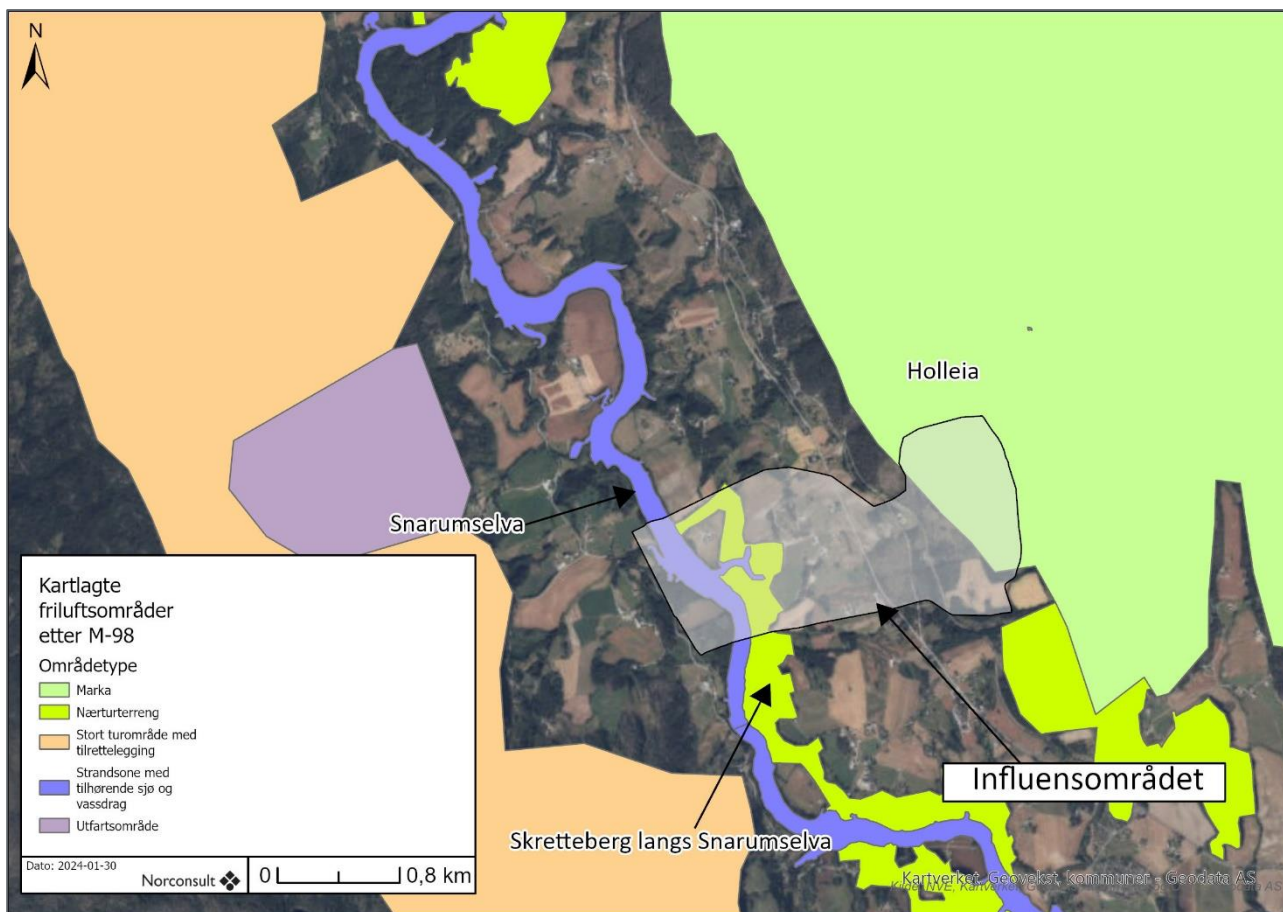 N
Holleia
Snarumselva
Influensområdet
Skretteberg langs Snarumselva
Kartlagte
friluftsområder
etter M-98
Områdetype
Marka
Nærturterreng
Stort turområde med
tilrettelegging
Strandsone med
tilhørende sjø og
vassdrag
Utfartsområde
Dato: 2024-01-30
Norconsult
0 0,8 km
Kartverket, Geovekst, kommuner - Geodata AS